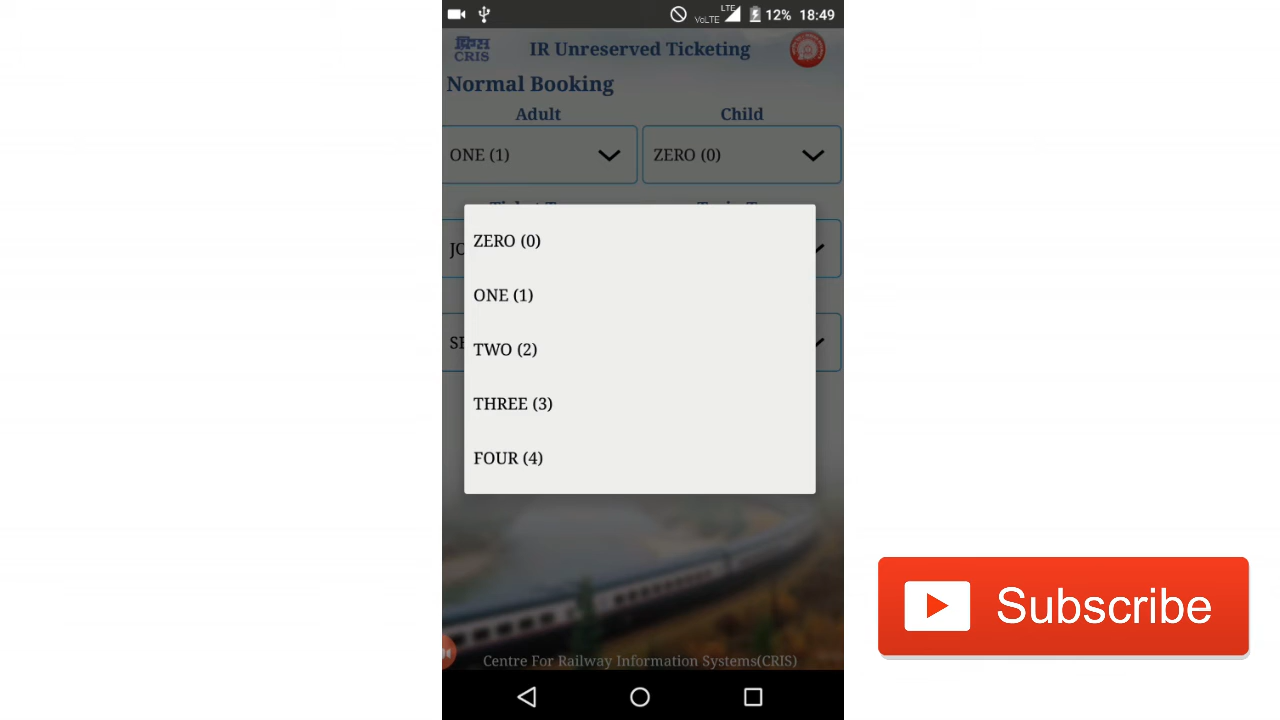 VoLTE LTE 12% 18:49
क्रिस
CRIS
IR Unreserved Ticketing
Normal Booking
Adult Child
ONE (1) ZERO (0)
ZERO (0)
ONE (1)
TWO (2)
THREE (3)
FOUR (4)
Subscribe
Centre For Railway Information Systems(CRIS)